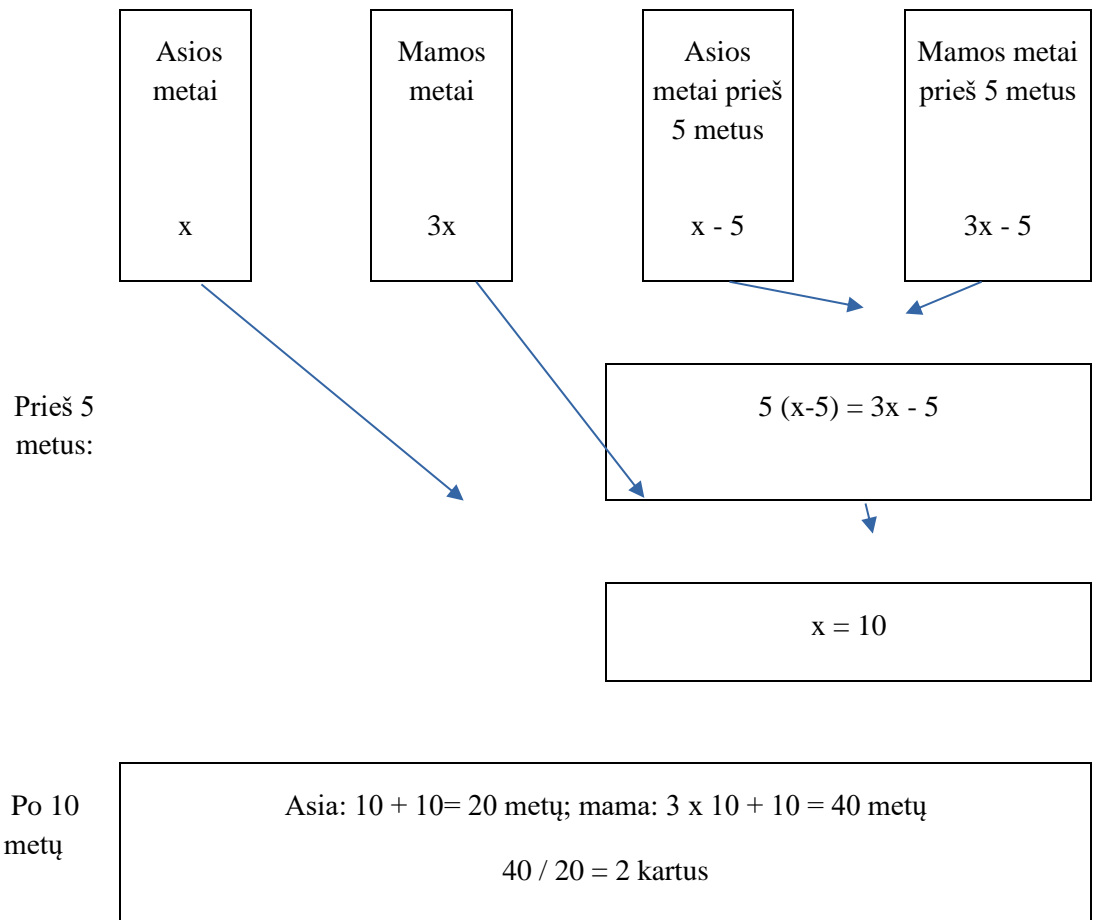 Asios
metai
x
Mamos
metai
3x
Asios
metai prieš
5 metus
x - 5
Mamos metai
prieš 5 metus
3x - 5
Prieš 5
metus:
5 (x-5) = 3x - 5
x = 10
Po 10
metų
Asia: 10 + 10= 20 metų; mama: 3 x 10 + 10 = 40 metų
40 / 20 = 2 kartus